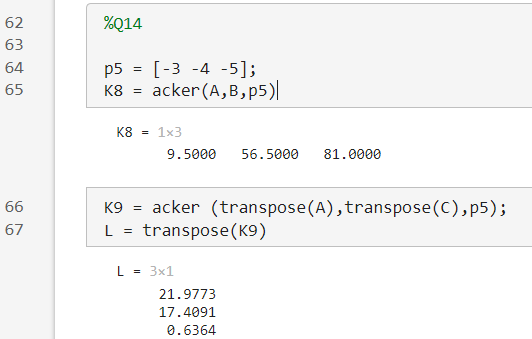 62 %Q14
63
64 p5 = [-3 -4 -5];
65 K8 = acker(A,B,p5)
K8 = 1×3
9.5000 56.5000 81.0000
66 K9 = acker (transpose(A),transpose(C),p5);
67 L = transpose(K9)
L = 3×1
21.9773
17.4091
0.6364